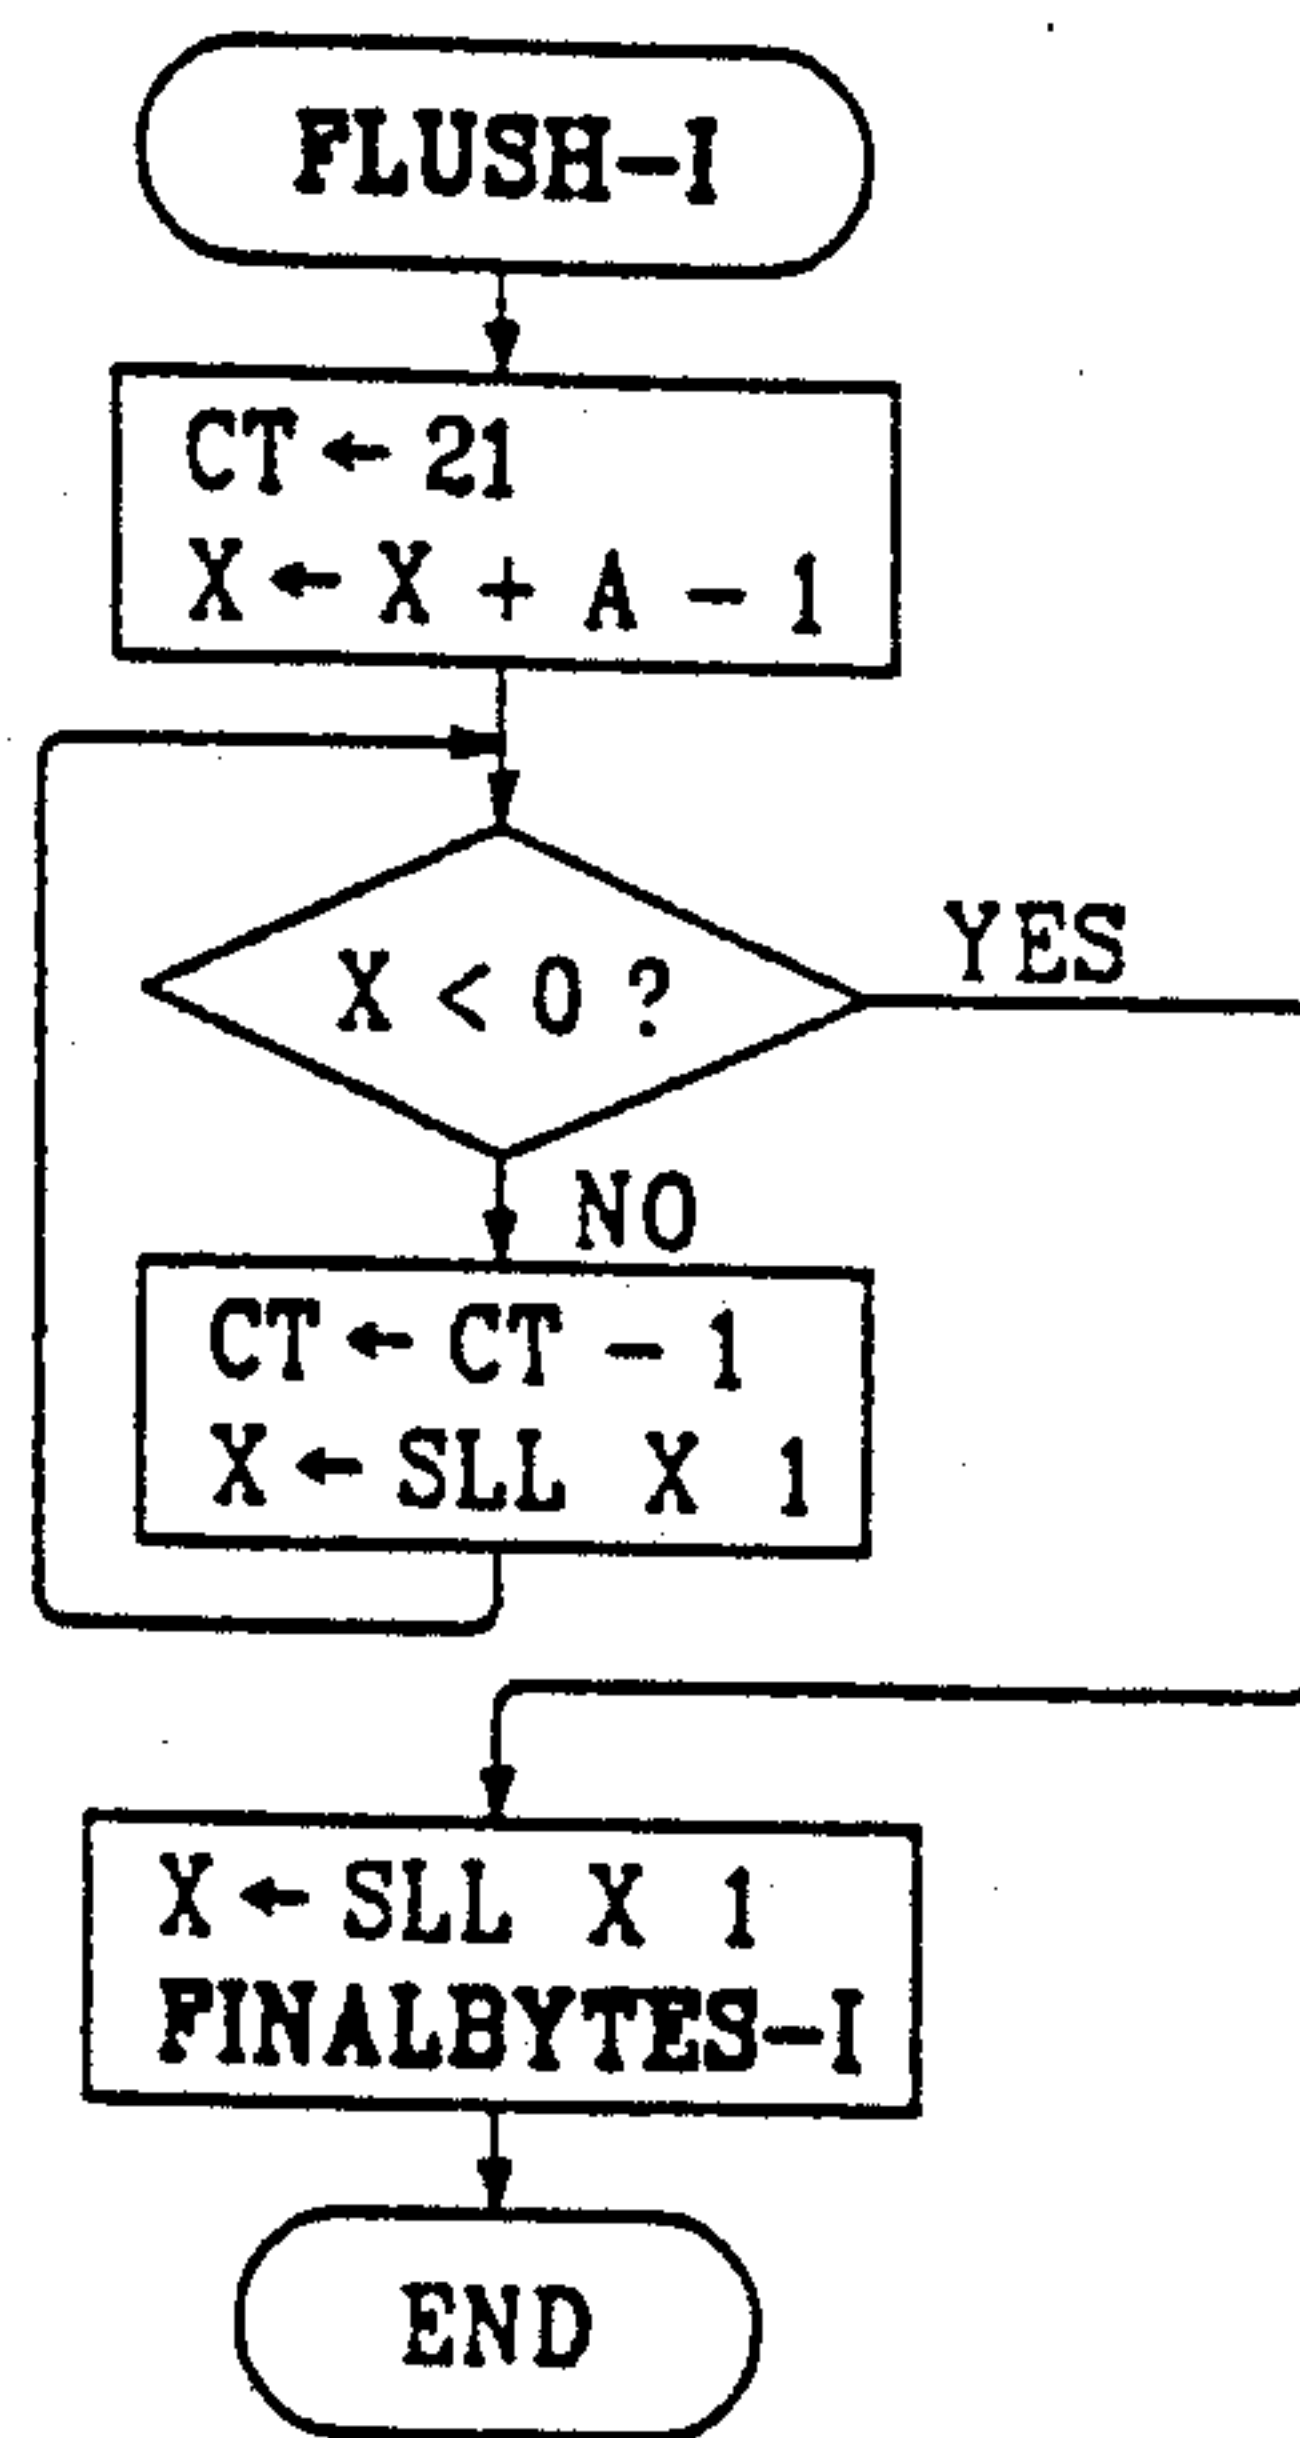 FLUSH-I
CT ← 21
X ← X + A - 1
X < 0 ?
YES
NO
CT ← CT - 1
X ← SLL X 1
X ← SLL X 1
FINALBYTES-I
END